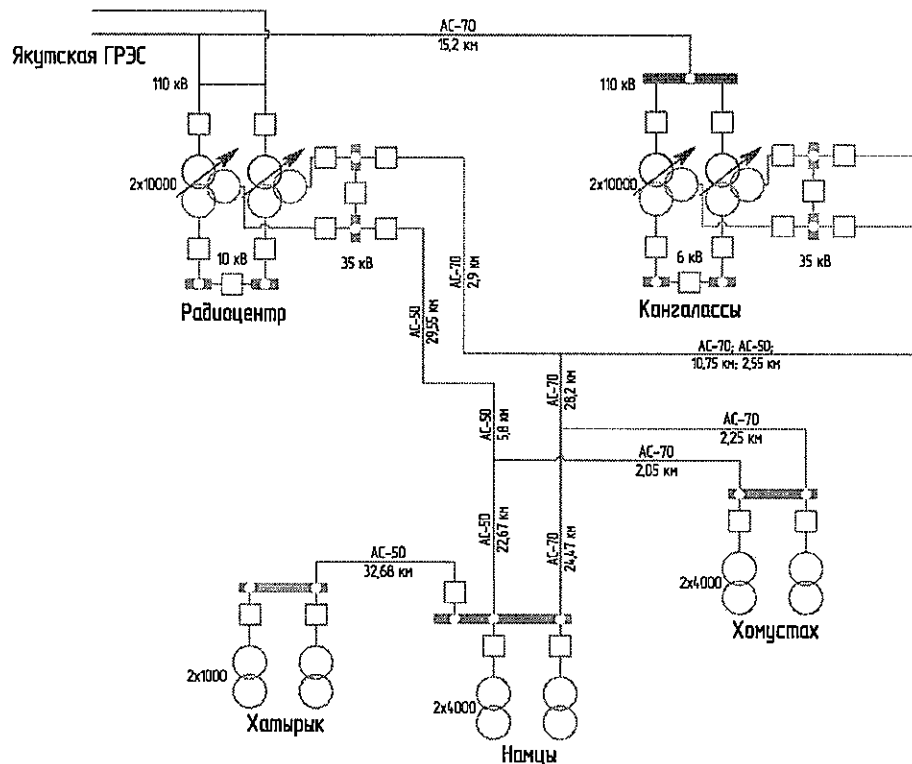 АС-70
15,2 км
Якутская ГРЭС
110 кВ
110 кВ
2х10000
2х10000
10 кВ
35 кВ
6 кВ
35 кВ
Радиоцентр
Кангалассы
АС-70
2,9 км
АС-50
29,55 км
АС-70; АС-50;
10,75 км; 2,55 км
АС-70
28,2 км
АС-50
5,8 км
АС-70
2,25 км
АС-70
2,05 км
АС-50
22,67 км
АС-70
24,47 км
АС-50
32,68 км
2х4000
Хомустах
2х1000
Хатырык
2х4000
Намцы